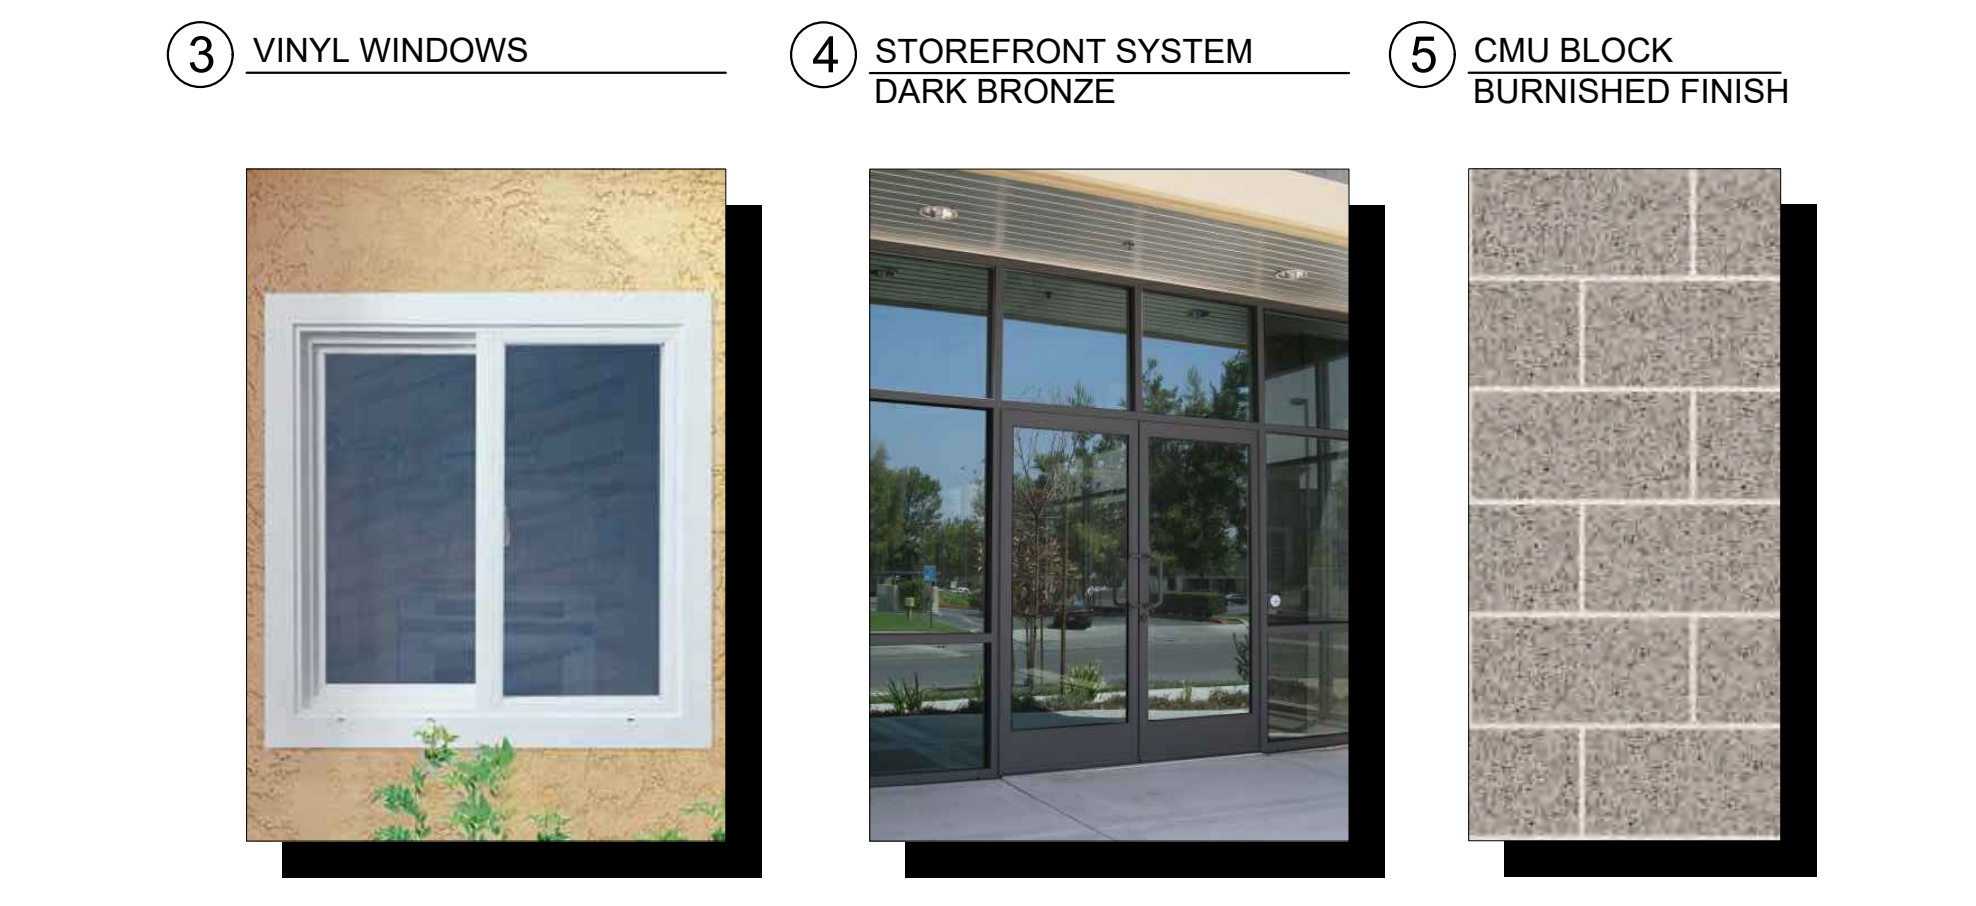 3 VINYL WINDOWS
4 STOREFRONT SYSTEM
DARK BRONZE
5 CMU BLOCK
BURNISHED FINISH